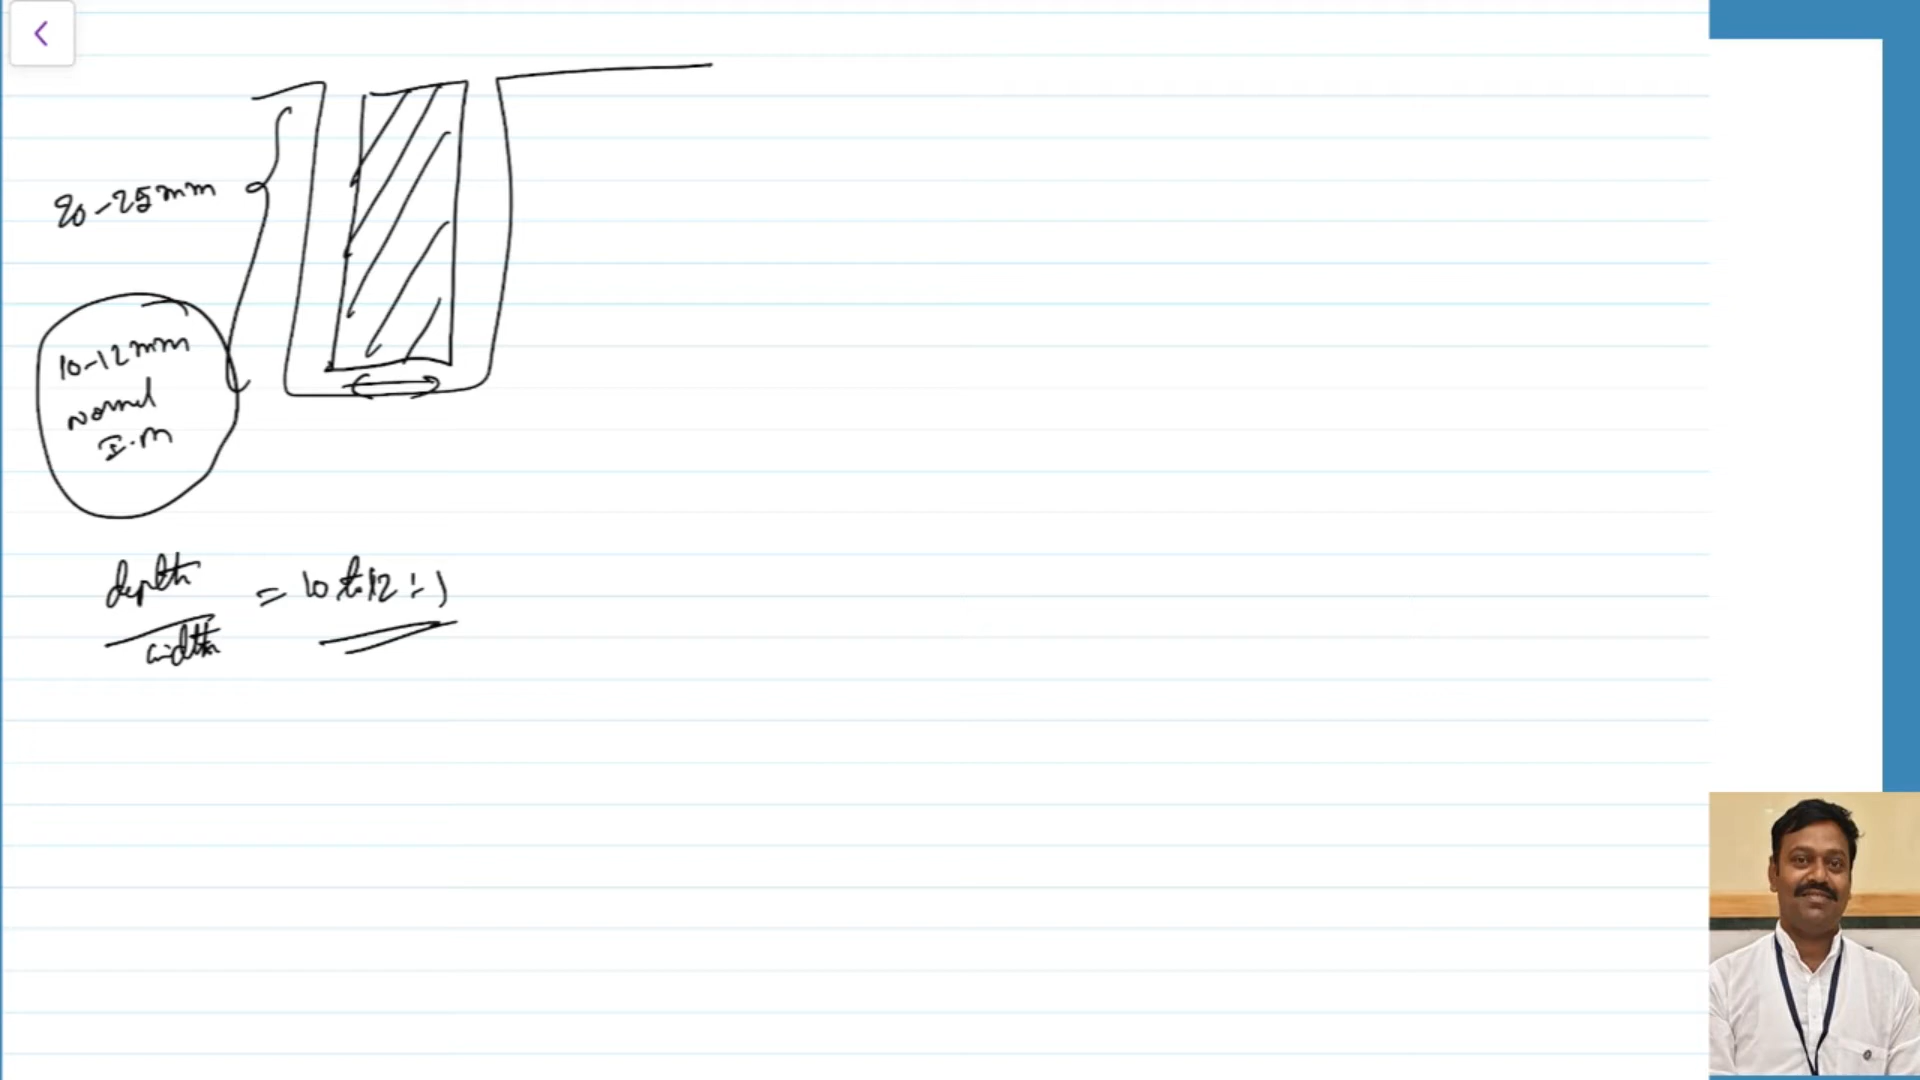 20-25mm
10-12mm
normal
I.M
depth
width
= 10 to 12 : 1